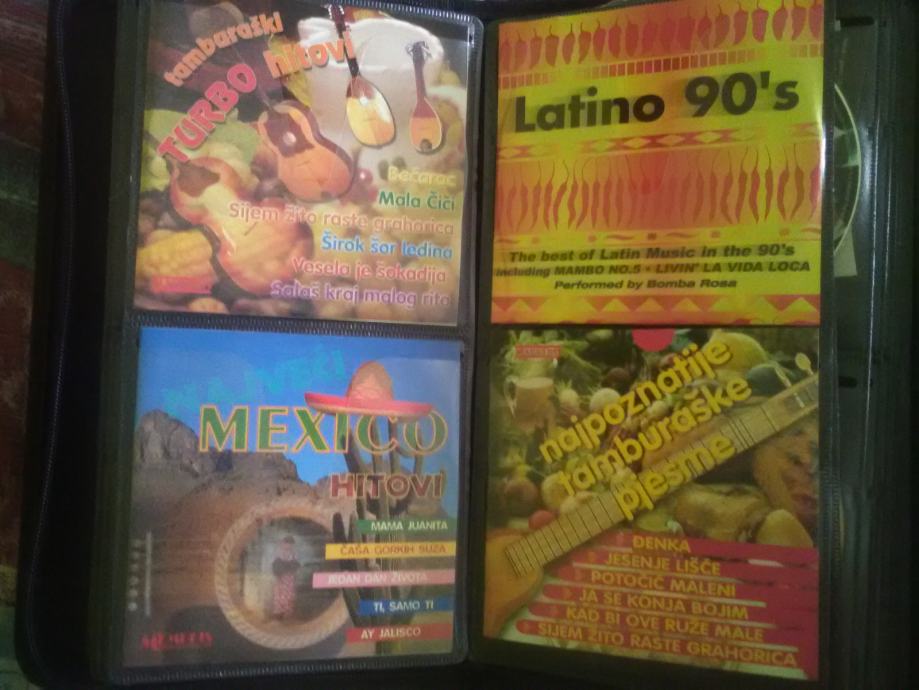 tamburaški
TURBO hitovi
Bećarac
Mala Čiči
Sijem žito raste grahorica
Širok šor ledina
Vesela je šokadija
Salaš kraj malog rita
Latino 90's
The best of Latin Music in the 90's
including MAMBO NO.5 • LIVIN' LA VIDA LOCA
Performed by Bomba Rosa
NAJVEĆI
MEXICO
HITOVI
MAMA JUANITA
ČAŠA GORKIH SUZA
JEDAN DAN ŽIVOTA
TI, SAMO TI
AY JALISCO
najpoznatije
tamburaške
pjesme
ĐENKA
JESENJE LIŠĆE
POTOČIĆ MALENI
JA SE KONJA BOJIM
KAD BI OVE RUŽE MALE
SIJEM ŽITO RASTE GRAHORICA